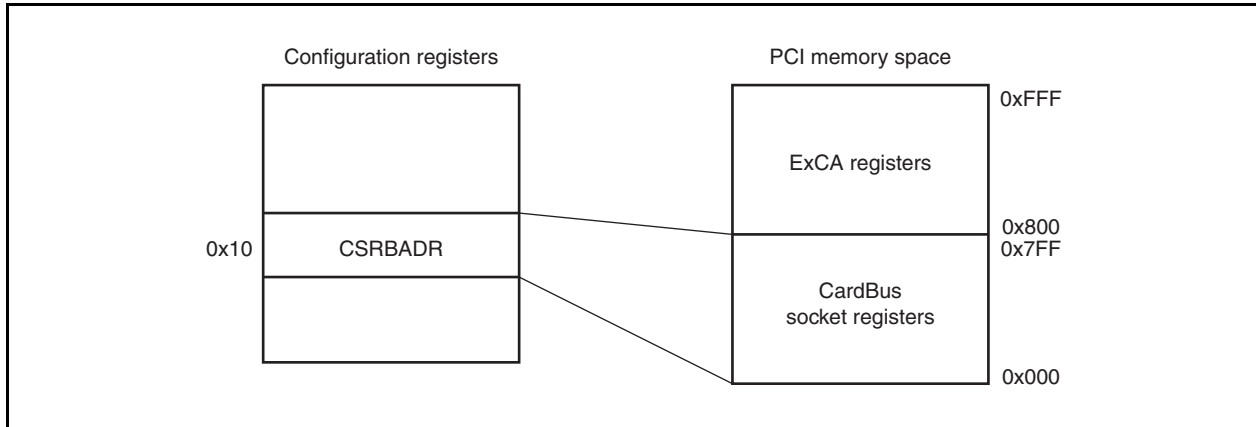 Configuration registers
PCI memory space
0xFFF
ExCA registers
0x800
0x10
CSRBADR
0x7FF
CardBus
socket registers
0x000